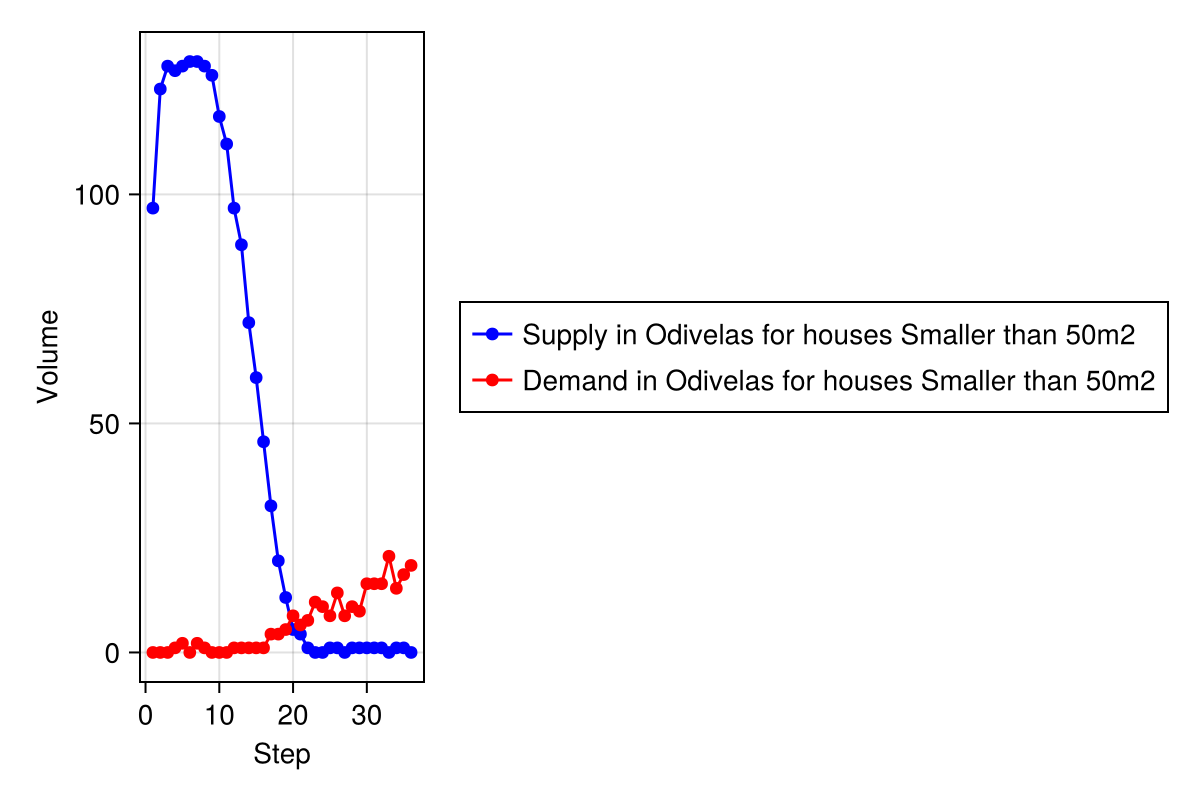 Volume
100
50
0
0 10 20 30
Step
Supply in Odivelas for houses Smaller than 50m2
Demand in Odivelas for houses Smaller than 50m2